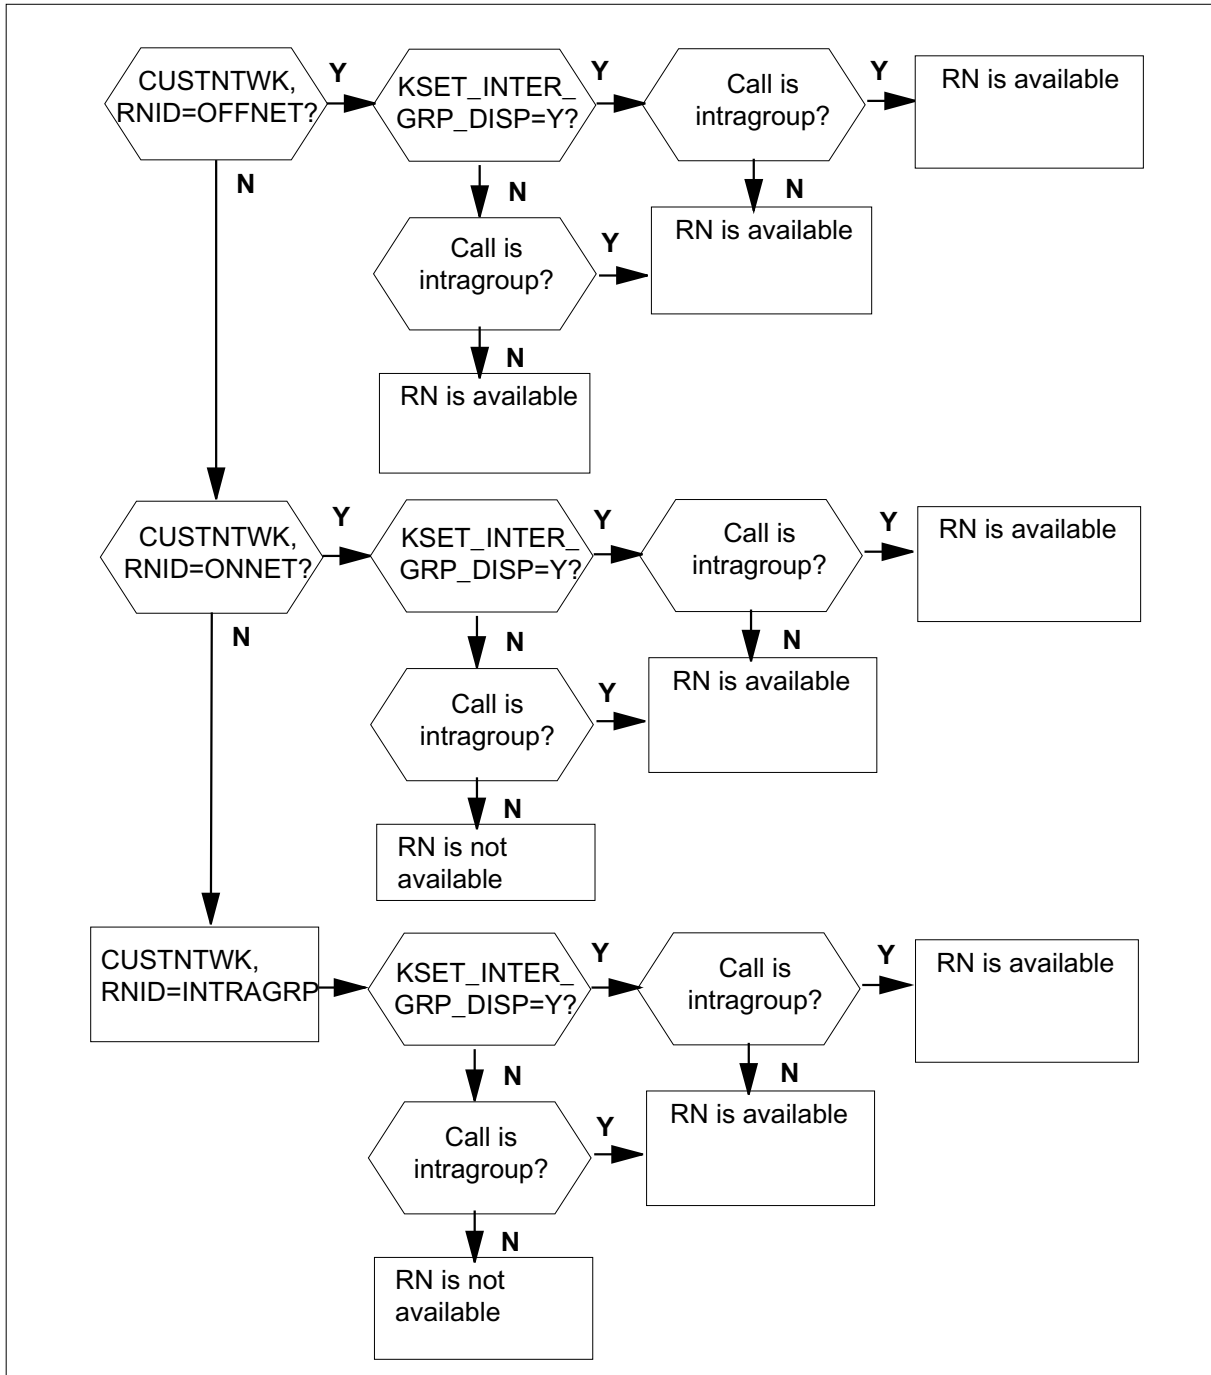 CUSTNTWK,
RNID=OFFNET?
Y
KSET_INTER_
GRP_DISP=Y?
Y
Call is
intragroup?
Y
RN is available
N
N
N
Call is
intragroup?
Y
RN is available
N
RN is available
CUSTNTWK,
RNID=ONNET?
Y
KSET_INTER_
GRP_DISP=Y?
Y
Call is
intragroup?
Y
RN is available
N
N
N
Call is
intragroup?
Y
RN is available
N
RN is not
available
CUSTNTWK,
RNID=INTRAGRP
KSET_INTER_
GRP_DISP=Y?
Y
Call is
intragroup?
Y
RN is available
N
N
Call is
intragroup?
Y
RN is available
N
RN is not
available